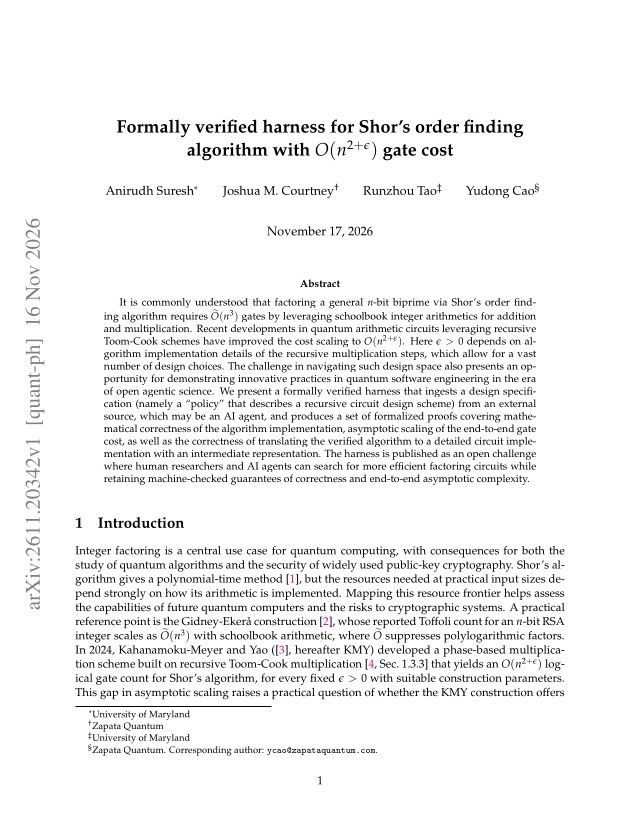 Formally verified harness for Shor's order finding
algorithm with O(n^{2+ϵ}) gate cost
Anirudh Suresh* Joshua M. Courtney† Runzhou Tao‡ Yudong Cao§
November 17, 2026
Abstract
It is commonly understood that factoring a general n-bit biprime via Shor's order find-
ing algorithm requires Õ(n³) gates by leveraging schoolbook integer arithmetics for addition
and multiplication. Recent developments in quantum arithmetic circuits leveraging recursive
Toom-Cook schemes have improved the cost scaling to O(n^{2+ϵ}). Here ϵ > 0 depends on al-
gorithm implementation details of the recursive multiplication steps, which allow for a vast
number of design choices. The challenge in navigating such design space also presents an op-
portunity for demonstrating innovative practices in quantum software engineering in the era
of open agentic science. We present a formally verified harness that ingests a design specifi-
cation (namely a "policy" that describes a recursive circuit design scheme) from an external
source, which may be an AI agent, and produces a set of formalized proofs covering mathe-
matical correctness of the algorithm implementation, asymptotic scaling of the end-to-end gate
cost, as well as the correctness of translating the verified algorithm to a detailed circuit imple-
mentation with an intermediate representation. The harness is published as an open challenge
where human researchers and AI agents can search for more efficient factoring circuits while
retaining machine-checked guarantees of correctness and end-to-end asymptotic complexity.
1 Introduction
Integer factoring is a central use case for quantum computing, with consequences for both the
study of quantum algorithms and the security of widely used public-key cryptography. Shor's al-
gorithm gives a polynomial-time method [1], but the resources needed at practical input sizes de-
pend strongly on how its arithmetic is implemented. Mapping this resource frontier helps assess
the capabilities of future quantum computers and the risks to cryptographic systems. A practical
reference point is the Gidney-Ekerå construction [2], whose reported Toffoli count for an n-bit RSA
integer scales as Õ(n³) with schoolbook arithmetic, where Õ suppresses polylogarithmic factors.
In 2024, Kahanamoku-Meyer and Yao ([3], hereafter KMY) developed a phase-based multiplica-
tion scheme built on recursive Toom-Cook multiplication [4, Sec. 1.3.3] that yields an O(n^{2+ϵ}) log-
ical gate count for Shor's algorithm, for every fixed ϵ > 0 with suitable construction parameters.
This gap in asymptotic scaling raises a practical question of whether the KMY construction offers
*University of Maryland
†Zapata Quantum
‡University of Maryland
§Zapata Quantum. Corresponding author: ycao@zapataquantum.com.
1
arXiv:2611.20342v1 [quant-ph] 16 Nov 2026